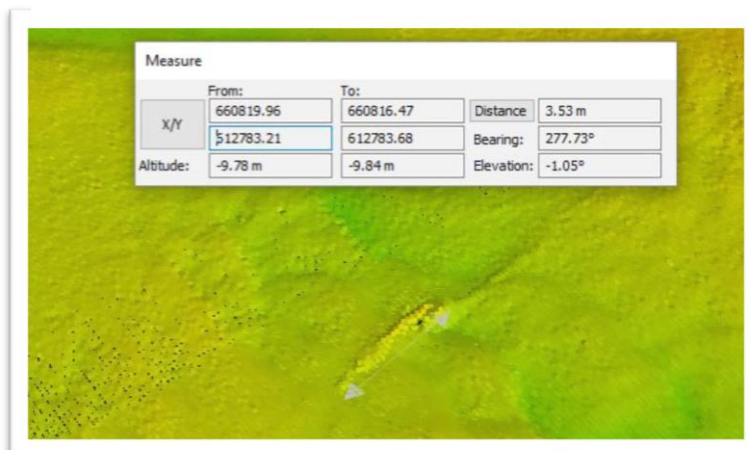 Measure
From: To:
X/Y 660819.96 660816.47 Distance 3.53 m
512783.21 612783.68 Bearing: 277.73°
Altitude: -9.78 m -9.84 m Elevation: -1.05°